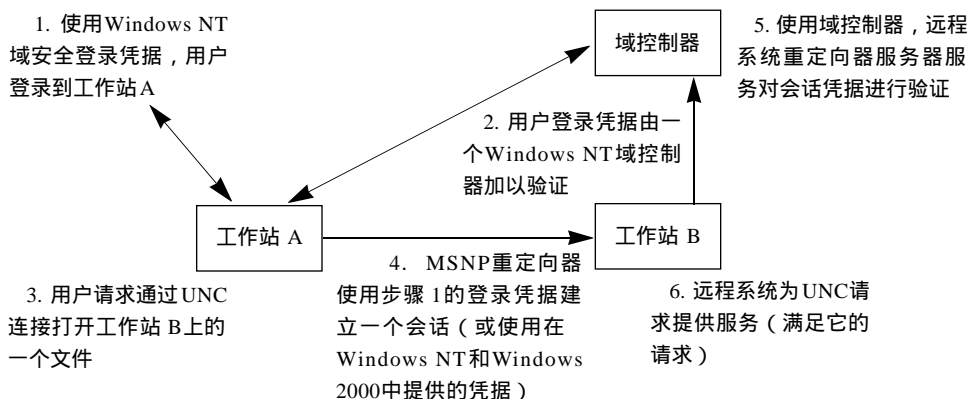 1. 使用Windows NT
域安全登录凭据，用户
登录到工作站A
域控制器
5. 使用域控制器，远程
系统重定向器服务器服
务对会话凭据进行验证
2. 用户登录凭据由一
个Windows NT域控制
器加以验证
工作站 A
工作站 B
3. 用户请求通过UNC
连接打开工作站 B上的
一个文件
4. MSNP重定向器
使用步骤 1的登录凭据建
立一个会话（或使用在
Windows NT和Windows
2000中提供的凭据）
6. 远程系统为UNC请
求提供服务（满足它的
请求）